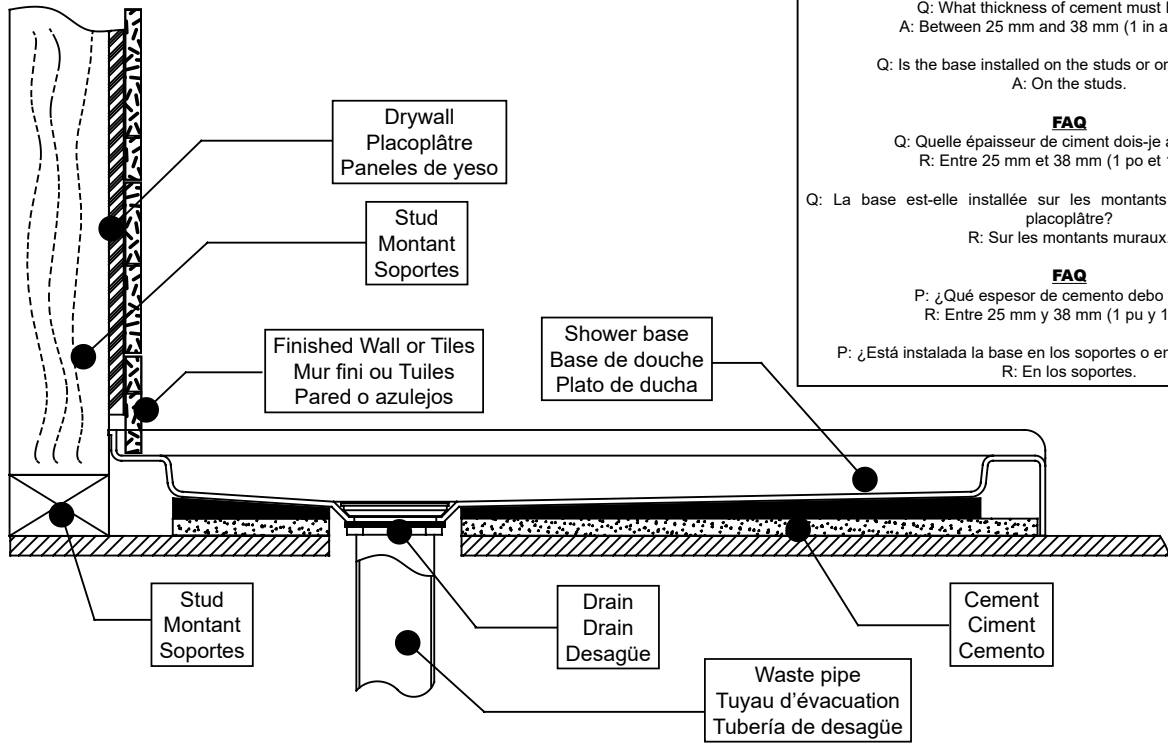 Q: What thickness of cement must
A: Between 25 mm and 38 mm (1 in
Q: Is the base installed on the studs or
A: On the studs.
FAQ
Q: Quelle épaisseur de ciment dois-je
R: Entre 25 mm et 38 mm (1 po et
Q: La base est-elle installée sur les montants
placoplâtre?
R: Sur les montants muraux.
FAQ
P: ¿Qué espesor de cemento debo
R: Entre 25 mm y 38 mm (1 pu y 1
P: ¿Está instalada la base en los soportes o
R: En los soportes.
Drywall
Placoplâtre
Paneles de yeso
Stud
Montant
Soportes
Finished Wall or Tiles
Mur fini ou Tuiles
Pared o azulejos
Shower base
Base de douche
Plato de ducha
Stud
Montant
Soportes
Drain
Drain
Desagüe
Cement
Ciment
Cemento
Waste pipe
Tuyau d'évacuation
Tubería de desagüe